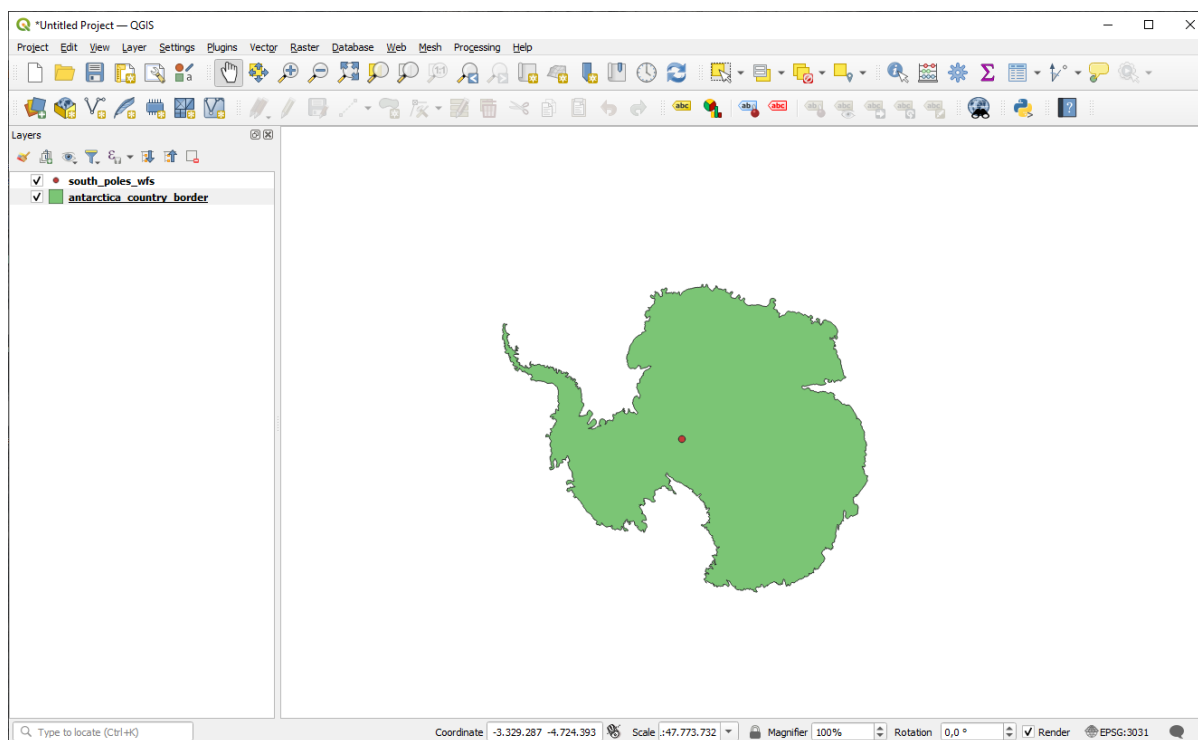 *Untitled Project — QGIS
Project Edit View Layer Settings Plugins Vector Raster Database Web Mesh Processing Help
Layers
south_poles_wfs
antarctica_country_border
Type to locate (Ctrl+K) Coordinate -3.329.287 -4.724.393 Scale .:47.773.732 Magnifier 100% Rotation 0,0 ° Render EPSG:3031